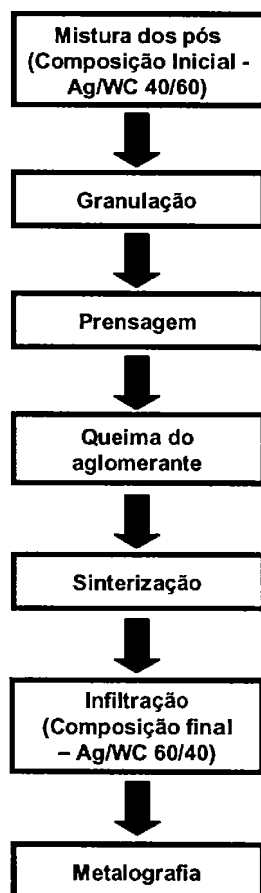 Mistura dos pós
(Composição Inicial -
Ag/WC 40/60)
Granulação
Prensagem
Queima do
aglomerante
Sinterização
Infiltração
(Composição final
– Ag/WC 60/40)
Metalografia